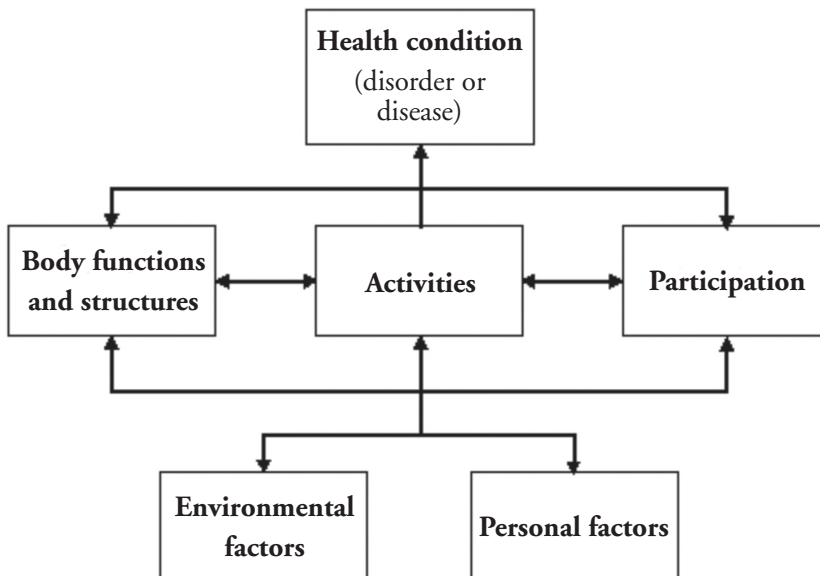 Health condition
(disorder or
disease)
Body functions
and structures
Activities
Participation
Environmental
factors
Personal factors